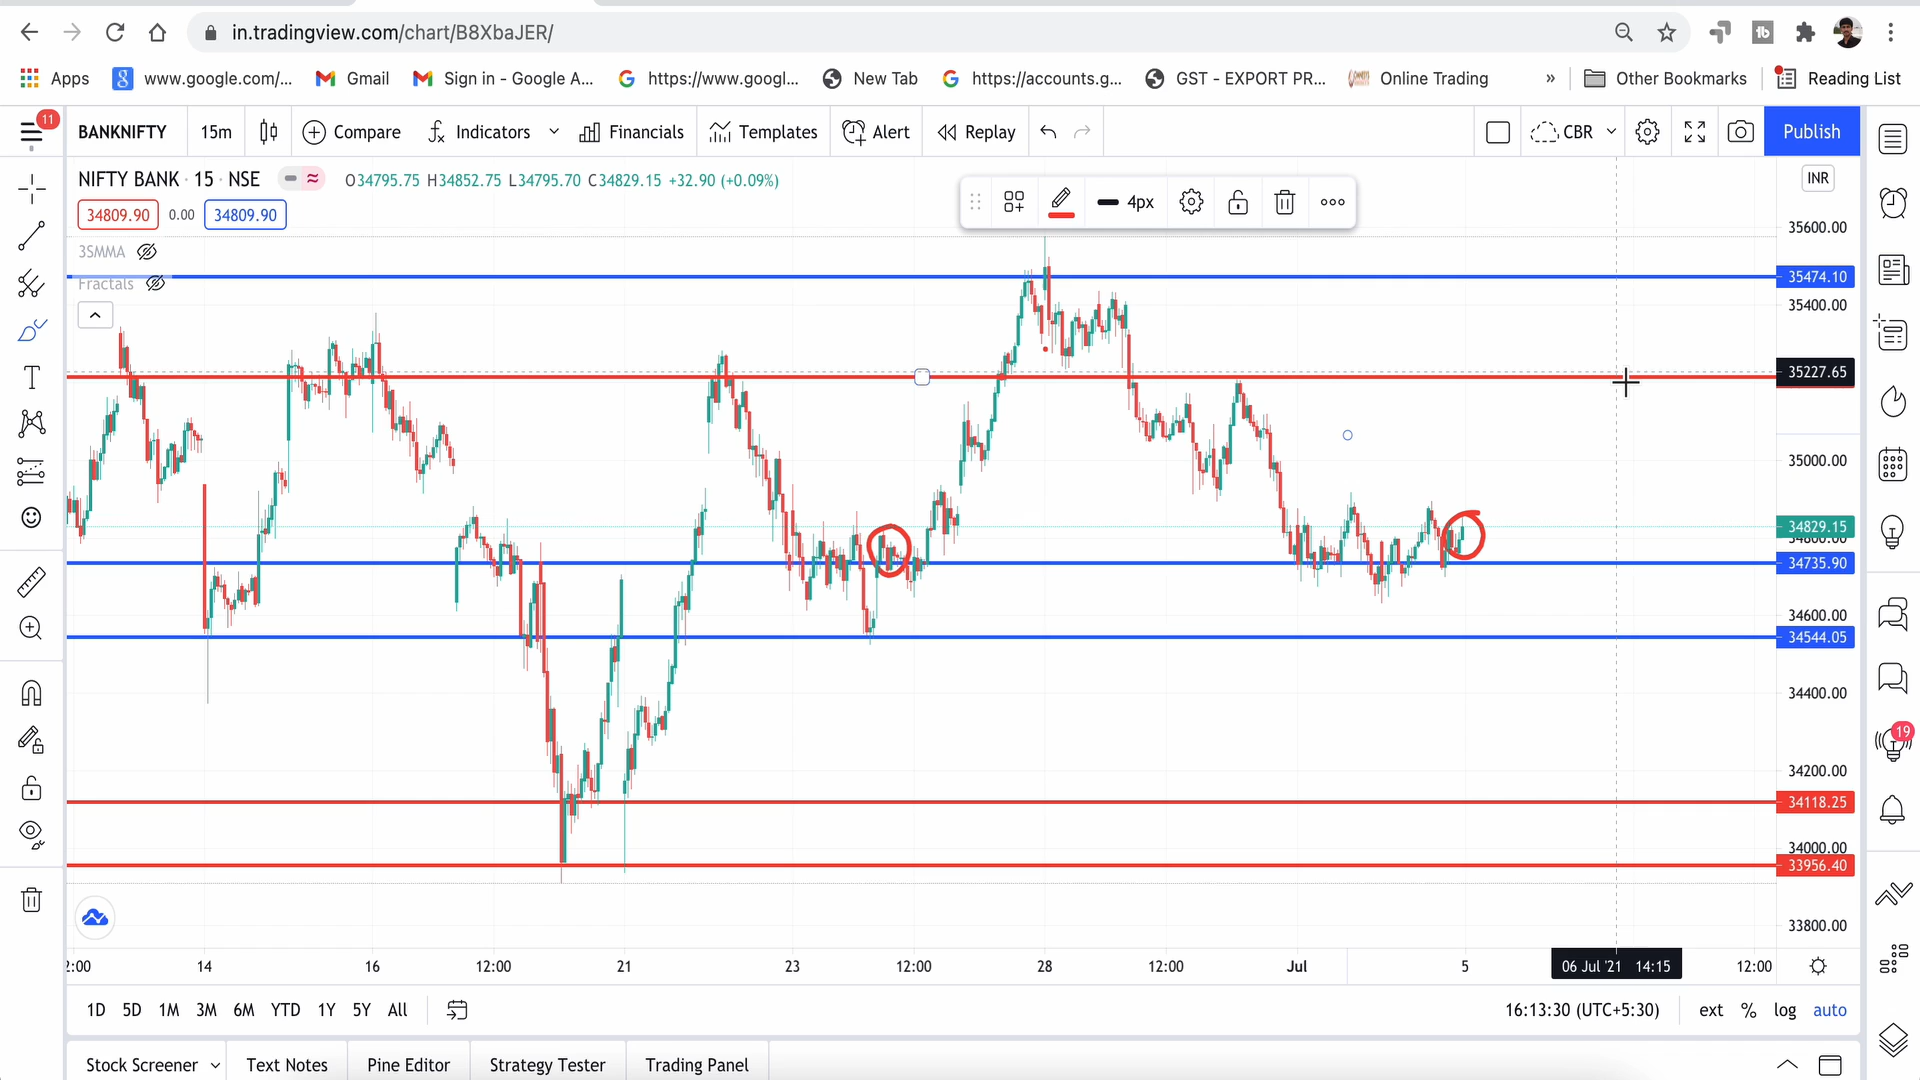 in.tradingview.com/chart/B8XbaJER/
Apps www.google.com/... Gmail Sign in - Google A... https://www.googl... New Tab https://accounts.g... GST - EXPORT PR... Online Trading » Other Bookmarks Reading List
11 BANKNIFTY 15m Compare Indicators Financials Templates Alert Replay CBR Publish
NIFTY BANK · 15 · NSE O34795.75 H34852.75 L34795.70 C34829.15 +32.90 (+0.09%)
INR
4px
34809.90 0.00 34809.90
3SMMA
Fractals
35600.00
35474.10
35400.00
35227.65
35000.00
34829.15
34800.00
34735.90
34600.00
34544.05
34400.00
34200.00
34118.25
34000.00
33956.40
33800.00
19
2:00 14 16 12:00 21 23 12:00 28 12:00 Jul 5 06 Jul '21 14:15 12:00
1D 5D 1M 3M 6M YTD 1Y 5Y All 16:13:30 (UTC+5:30) ext % log auto
Stock Screener Text Notes Pine Editor Strategy Tester Trading Panel